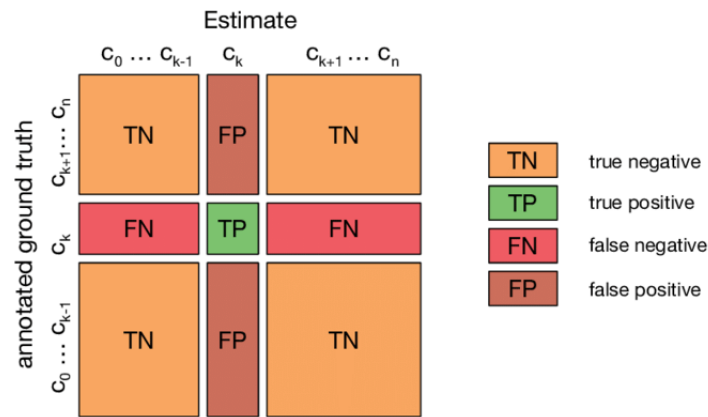 Estimate
c0 ... ck-1 ck ck+1 ... cn
annotated ground truth
ck+1 ... cn
TN FP TN
ck
FN TP FN
c0 ... ck-1
TN FP TN
TN true negative
TP true positive
FN false negative
FP false positive